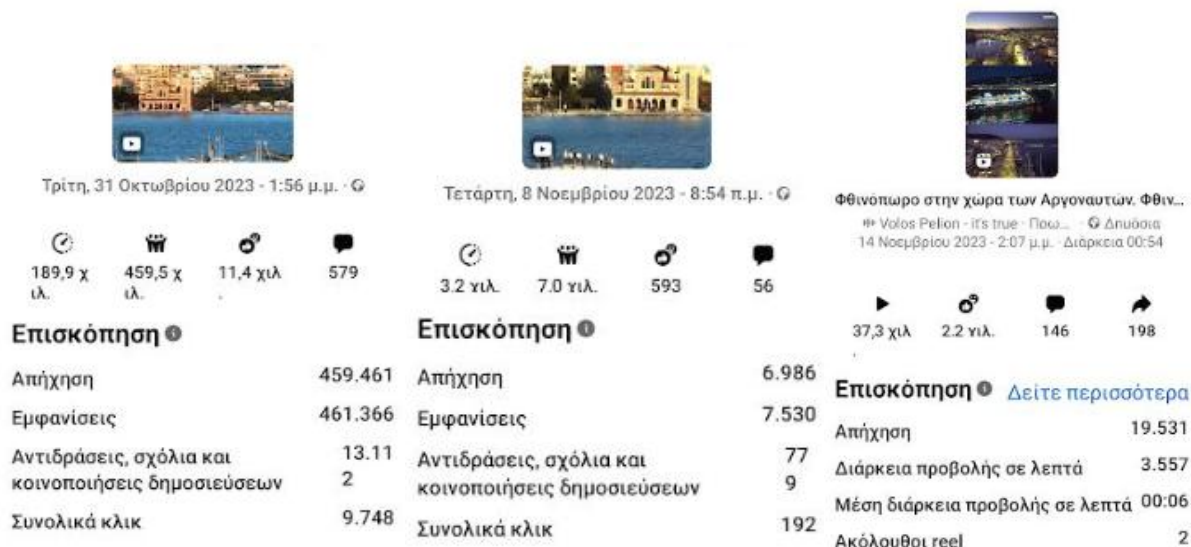 Τρίτη, 31 Οκτωβρίου 2023 - 1:56 μ.μ. ·
189,9 χ
ιλ.
459,5 χ
ιλ.
11,4 χιλ
.
579
Επισκόπηση
Απήχηση 459.461
Εμφανίσεις 461.366
Αντιδράσεις, σχόλια και
κοινοποιήσεις δημοσιεύσεων
13.11
2
Συνολικά κλικ 9.748
Τετάρτη, 8 Νοεμβρίου 2023 - 8:54 π.μ. ·
3.2 χιλ. 7.0 χιλ. 593 56
Επισκόπηση
Απήχηση 6.986
Εμφανίσεις 7.530
Αντιδράσεις, σχόλια και
κοινοποιήσεις δημοσιεύσεων
77
9
Συνολικά κλικ 192
Φθινόπωρο στην χώρα των Αργοναυτών. Φθιν...
Volos Pelion - it's true · Ποω... · Δημόσια
14 Νοεμβρίου 2023 - 2:07 μ.μ. · Διάρκεια 00:54
37,3 χιλ
.
2.2 χιλ. 146 198
Επισκόπηση Δείτε περισσότερα
Απήχηση 19.531
Διάρκεια προβολής σε λεπτά 3.557
Μέση διάρκεια προβολής σε λεπτά 00:06
Ακόλουθοι reel 2